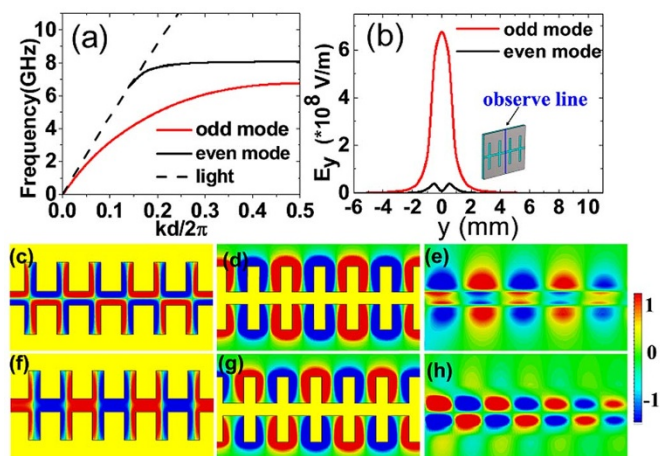 (a)
Frequency(GHz)
10
8
6
4
2
0
odd mode
even mode
light
0.0 0.1 0.2 0.3 0.4 0.5
kd/2π
(b)
E_y (*10^8 V/m)
6
4
2
0
odd mode
even mode
observe line
-6 -4 -2 0 2 4 6 8 10
y (mm)
(c)
(d)
(e)
(f)
(g)
(h)
1
0
-1